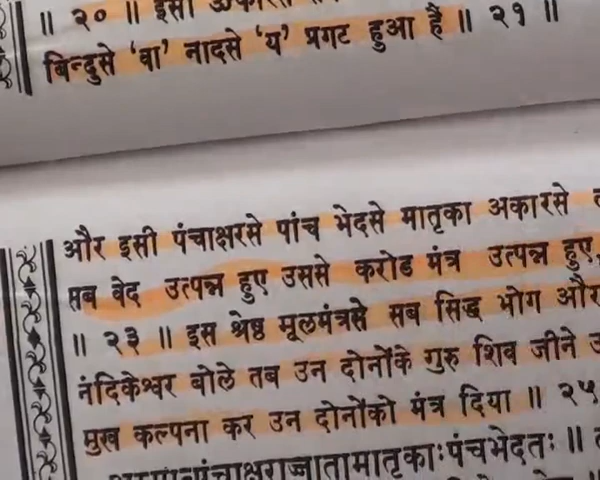 ॥ २० ॥ इसी
बिन्दुसे ‘वा’ नादसे ‘य’ प्रगट हुआ है ॥ २१ ॥
और इसी पंचाक्षरसे पांच भेदसे मातृका अकारसे
सब वेद उत्पन्न हुए उससे करोड मंत्र उत्पन्न हुए,
॥ २३ ॥ इस श्रेष्ठ मूलमंत्रसे सब सिद्ध भोग और
नंदिकेश्वर बोले तब उन दोनोंके गुरु शिव जीने
मुख कल्पना कर उन दोनोंको मंत्र दिया ॥ २५
पंचाक्षराज्जातामातृकाःपंचभेदतः ॥